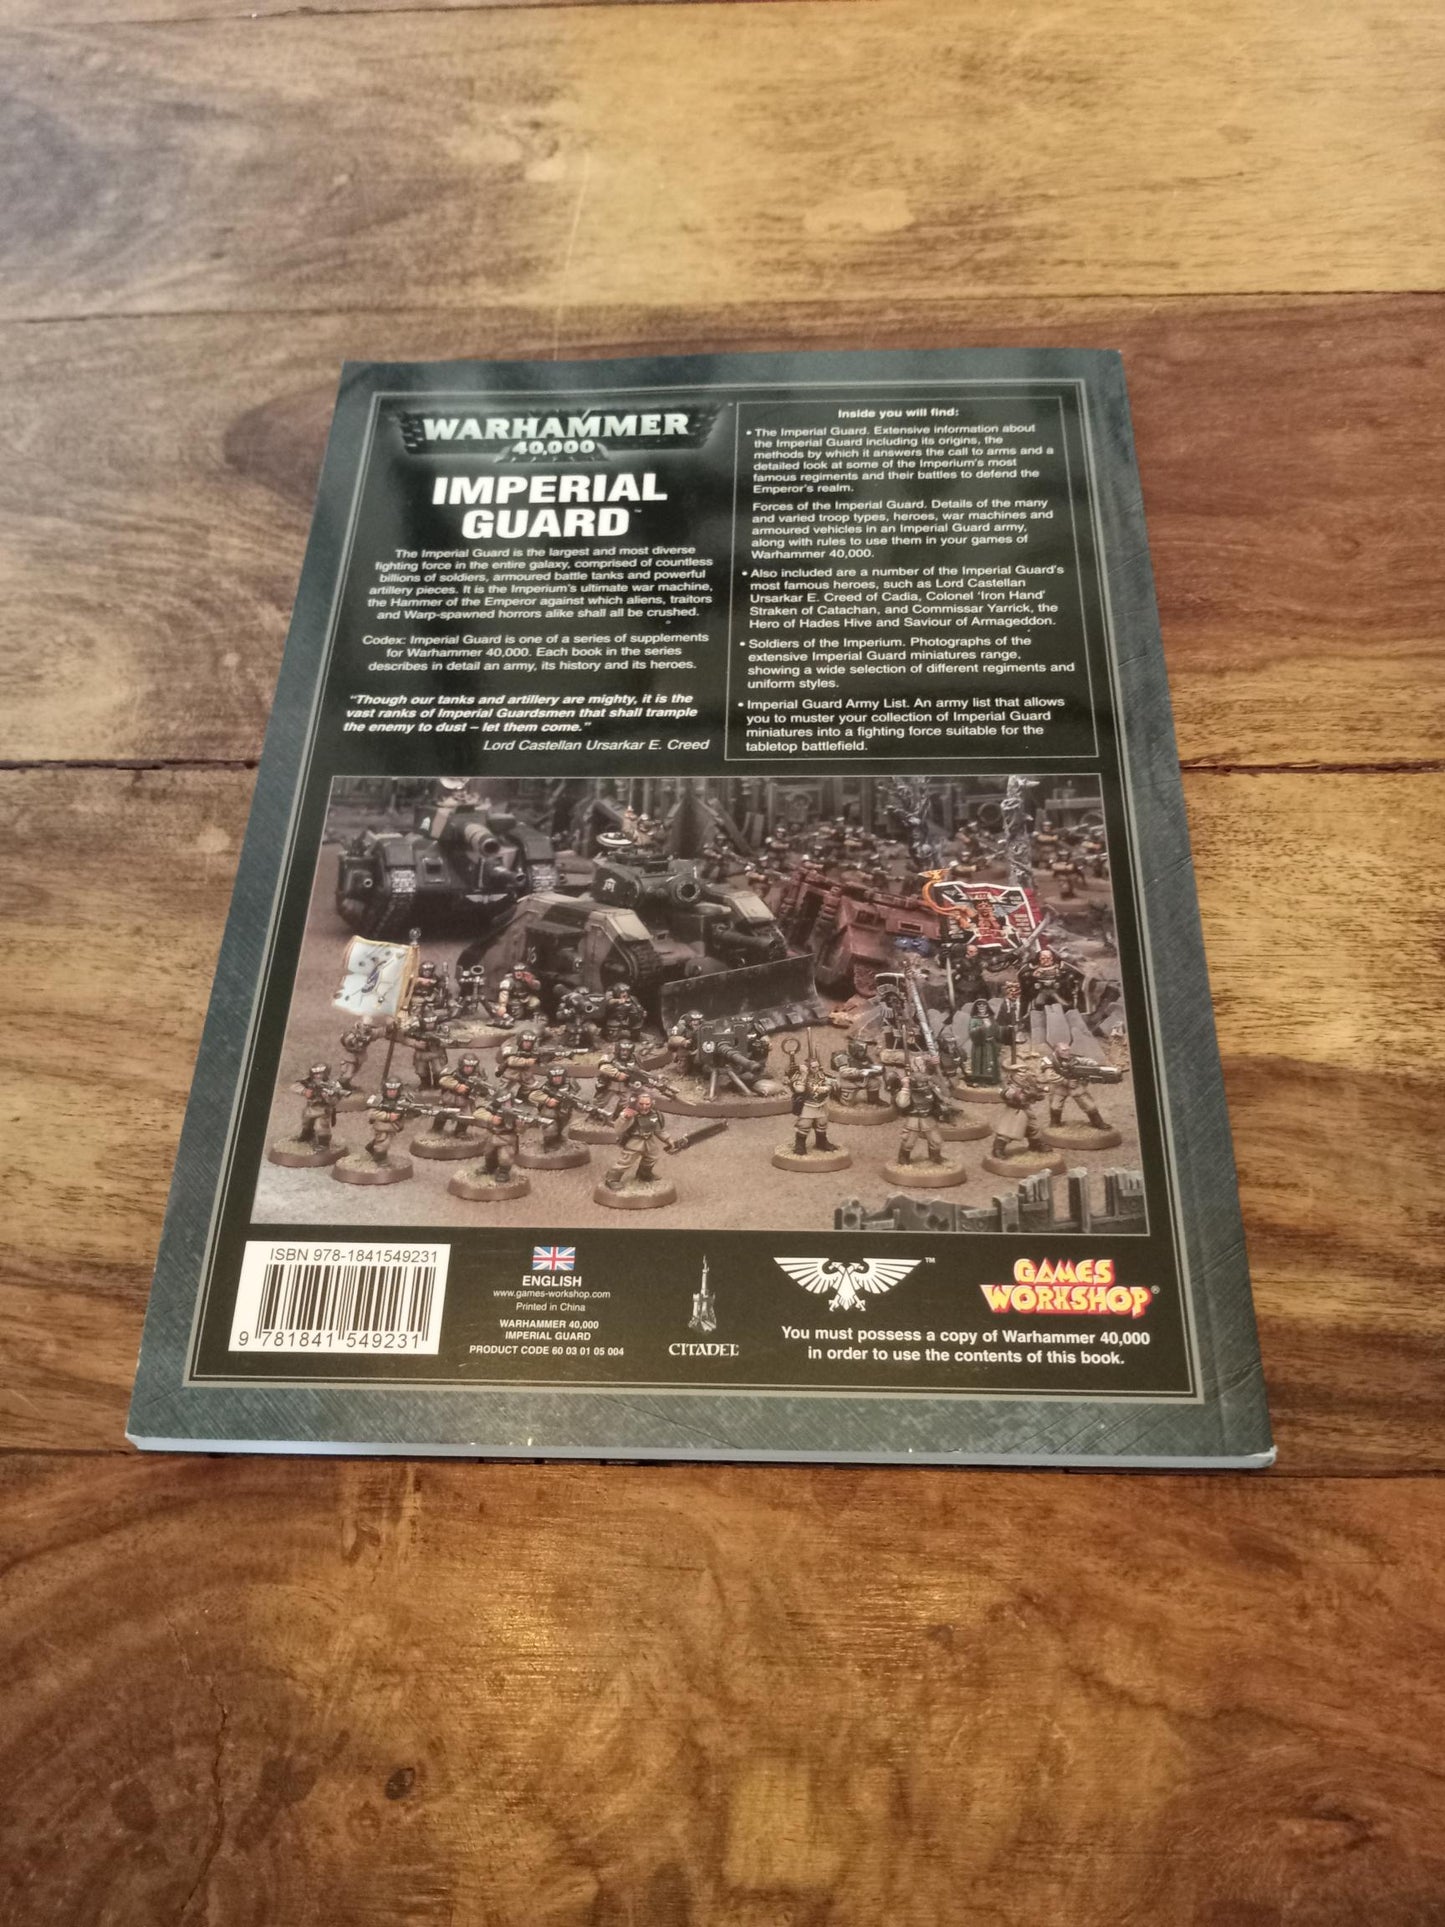 WARHAMMER
40,000
IMPERIAL
GUARD™
The Imperial Guard is the largest and most diverse
fighting force in the entire galaxy, comprised of countless
billions of soldiers, armoured battle tanks and powerful
artillery pieces. It is the Imperium's ultimate war machine,
the Hammer of the Emperor against which aliens, traitors
and Warp-spawned horrors alike shall all be crushed.
Codex: Imperial Guard is one of a series of supplements
for Warhammer 40,000. Each book in the series
describes in detail an army, its history and its heroes.
"Though our tanks and artillery are mighty, it is the
vast ranks of Imperial Guardsmen that shall trample
the enemy to dust – let them come."
Lord Castellan Ursarkar E. Creed
Inside you will find:
• The Imperial Guard. Extensive information about
the Imperial Guard including its origins, the
methods by which it answers the call to arms and a
detailed look at some of the Imperium's most
famous regiments and their battles to defend the
Emperor's realm.
Forces of the Imperial Guard. Details of the many
and varied troop types, heroes, war machines and
armoured vehicles in an Imperial Guard army,
along with rules to use them in your games of
Warhammer 40,000.
• Also included are a number of the Imperial Guard's
most famous heroes, such as Lord Castellan
Ursarkar E. Creed of Cadia, Colonel 'Iron Hand'
Straken of Catachan, and Commissar Yarrick, the
Hero of Hades Hive and Saviour of Armageddon.
• Soldiers of the Imperium. Photographs of the
extensive Imperial Guard miniatures range,
showing a wide selection of different regiments and
uniform styles.
• Imperial Guard Army List. An army list that allows
you to muster your collection of Imperial Guard
miniatures into a fighting force suitable for the
tabletop battlefield.
ISBN 978-1841549231
9 781841 549231
ENGLISH
www.games-workshop.com
Printed in China
WARHAMMER 40,000
IMPERIAL GUARD
PRODUCT CODE 60 03 01 05 004
CITADEL
™
GAMES
WORKSHOP®
You must possess a copy of Warhammer 40,000
in order to use the contents of this book.